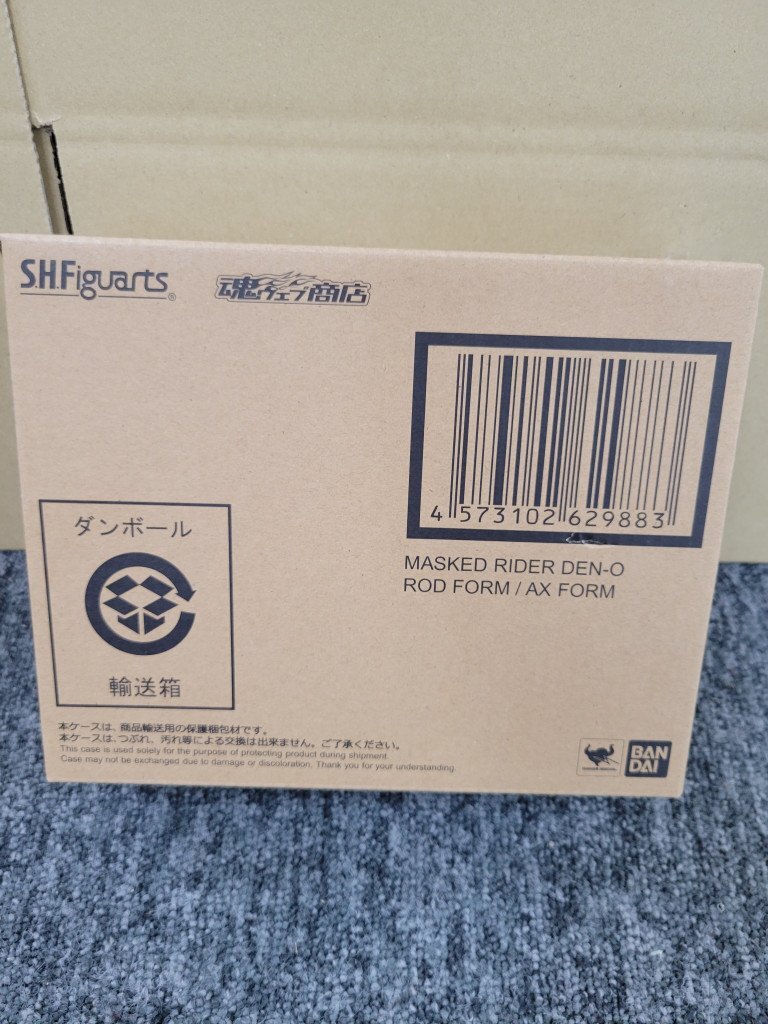 S.H.Figuarts®
魂ウェブ商店
4 573102 629883
MASKED RIDER DEN-O
ROD FORM / AX FORM
ダンボール
輸送箱
本ケースは、商品輸送用の保護梱包材です。
本ケースは、つぶれ、汚れ等による交換は出来ません。ご了承ください。
This case is used solely for the purpose of protecting product during shipment.
Case may not be exchanged due to damage or discoloration. Thank you for your understanding.
BAN
DAI